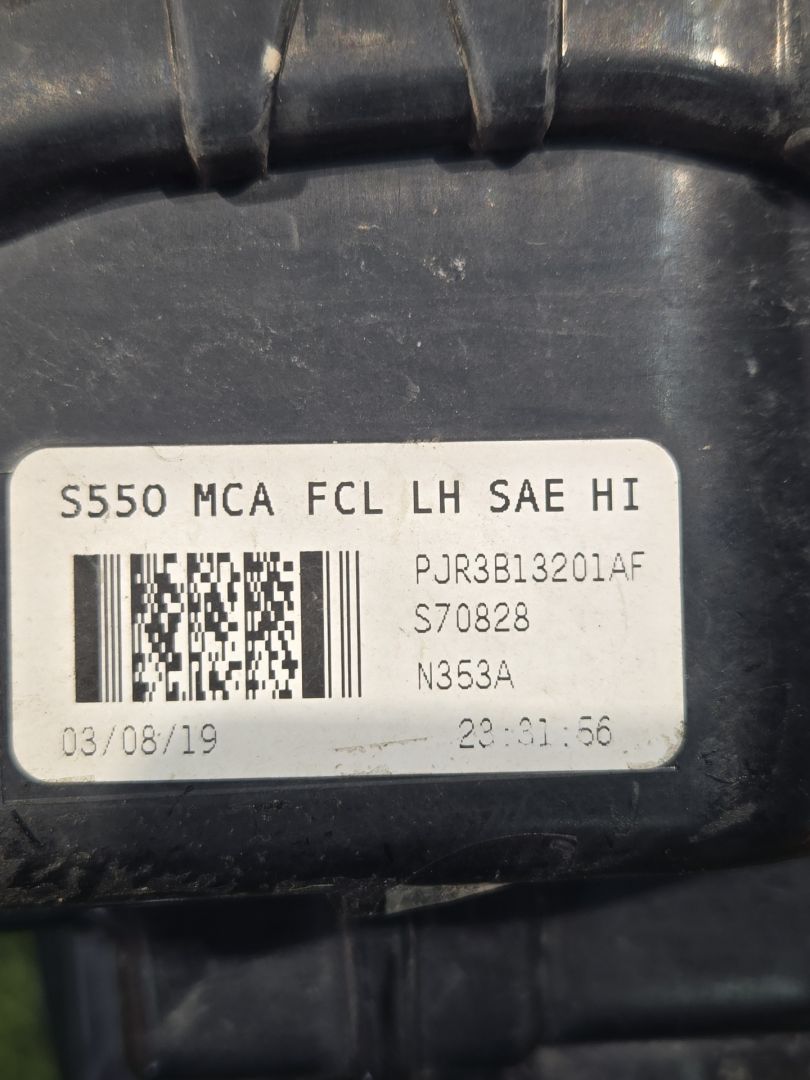 S550 MCA FCL LH SAE HI
PJR3B13201AF
S70828
N353A
03/08/19 23:31:56